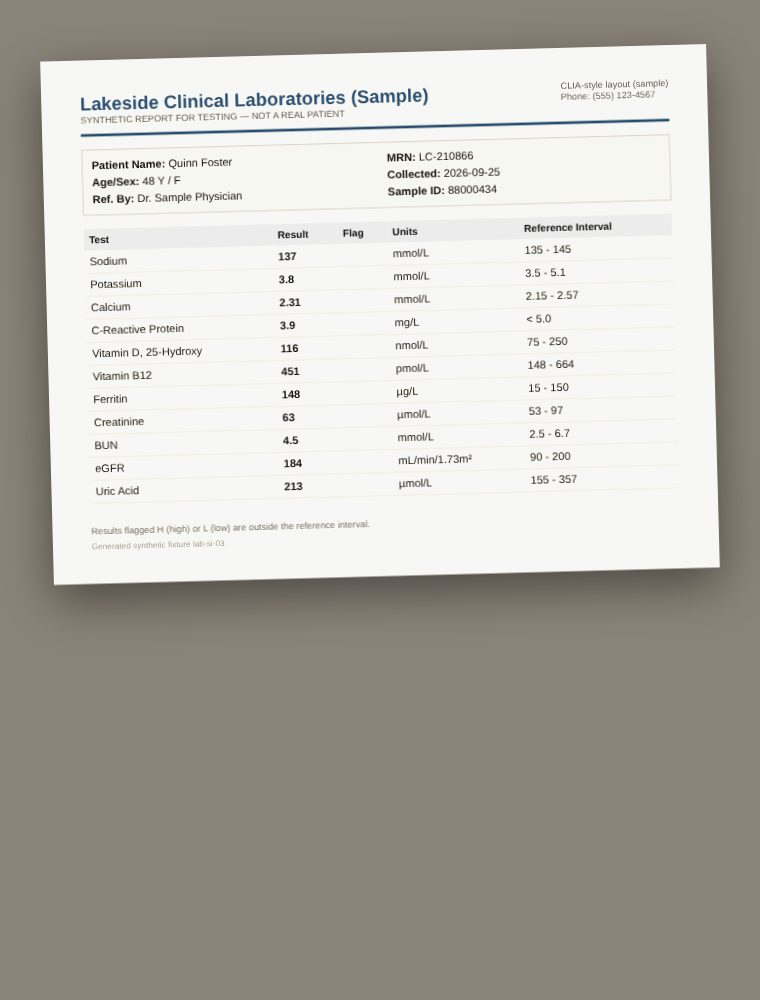 Lakeside Clinical Laboratories (Sample)
SYNTHETIC REPORT FOR TESTING — NOT A REAL PATIENT
CLIA-style layout (sample)
Phone: (555) 123-4567
Patient Name: Quinn Foster
Age/Sex: 48 Y / F
Ref. By: Dr. Sample Physician
MRN: LC-210866
Collected: 2026-09-25
Sample ID: 88000434
Test Result Flag Units Reference Interval
Sodium 137 mmol/L 135 - 145
Potassium 3.8 mmol/L 3.5 - 5.1
Calcium 2.31 mmol/L 2.15 - 2.57
C-Reactive Protein 3.9 mg/L < 5.0
Vitamin D, 25-Hydroxy 116 nmol/L 75 - 250
Vitamin B12 451 pmol/L 148 - 664
Ferritin 148 µg/L 15 - 150
Creatinine 63 µmol/L 53 - 97
BUN 4.5 mmol/L 2.5 - 6.7
eGFR 184 mL/min/1.73m² 90 - 200
Uric Acid 213 µmol/L 155 - 357
Results flagged H (high) or L (low) are outside the reference interval.
Generated synthetic fixture lab-si-03